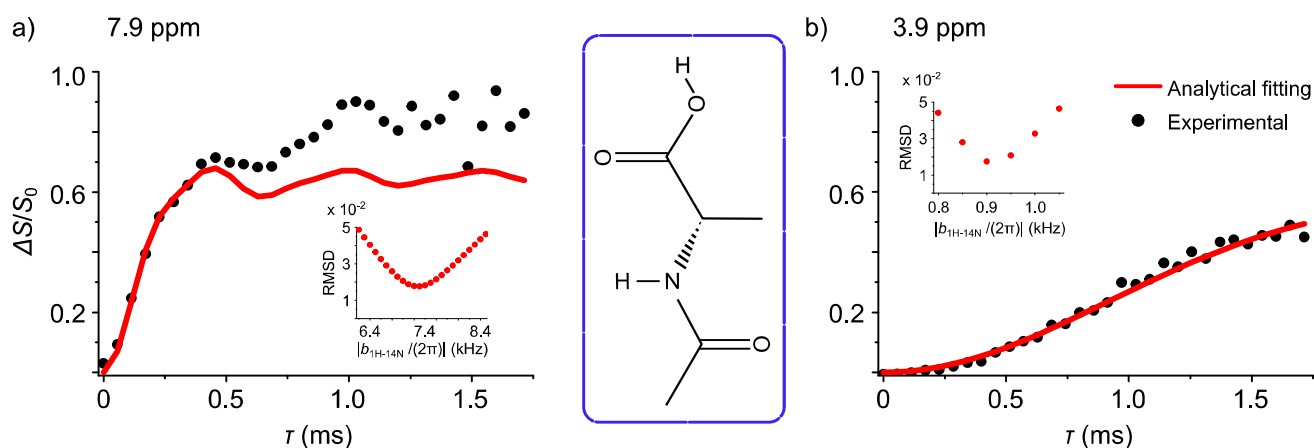 a) 7.9 ppm
1.0
0.6
0.2
ΔS/S0
0
0.5
1.0
1.5
τ (ms)
x 10-2
5
3
1
RMSD
6.4 7.4 8.4
|b1H-14N /(2π)| (kHz)
H
O
O
H
N
O
b) 3.9 ppm
1.0
0.6
0.2
0
0.5
1.0
1.5
τ (ms)
x 10-2
5
3
1
RMSD
0.8 0.9 1.0
|b1H-14N /(2π)| (kHz)
Analytical fitting
Experimental